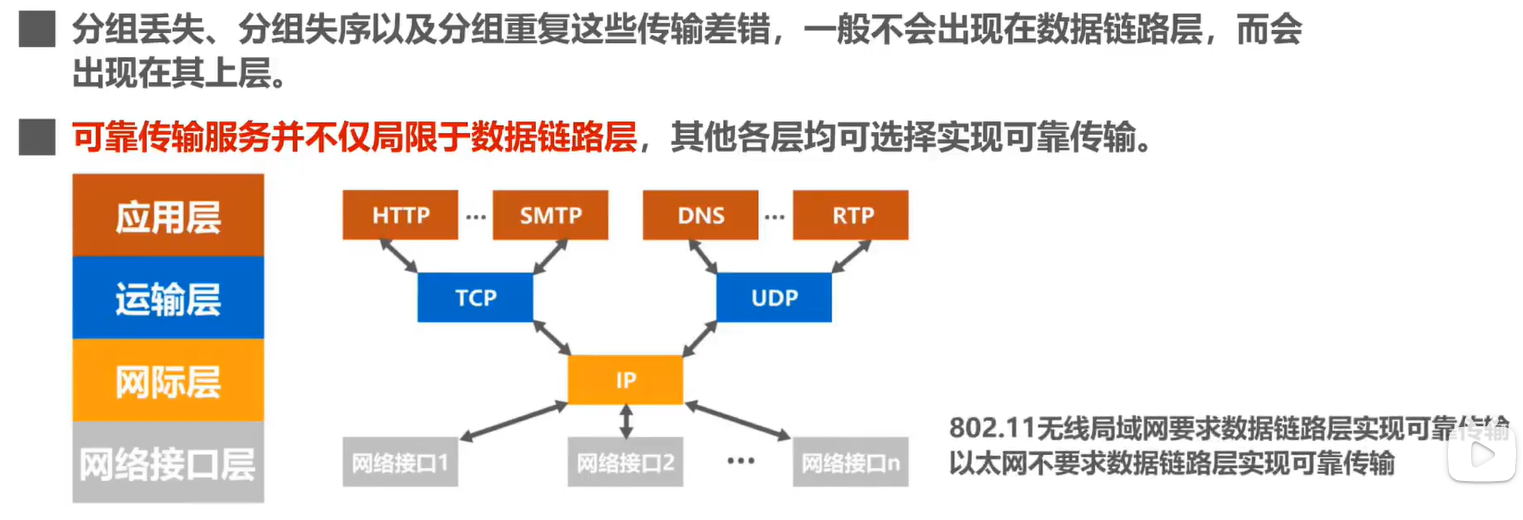 分组丢失、分组失序以及分组重复这些传输差错，一般不会出现在数据链路层，而会
出现在其上层。
可靠传输服务并不仅局限于数据链路层，其他各层均可选择实现可靠传输。
应用层
HTTP ··· SMTP DNS ··· RTP
运输层
TCP UDP
网际层
IP
网络接口层
网络接口1 网络接口2 ··· 网络接口n
802.11无线局域网要求数据链路层实现可靠传输
以太网不要求数据链路层实现可靠传输